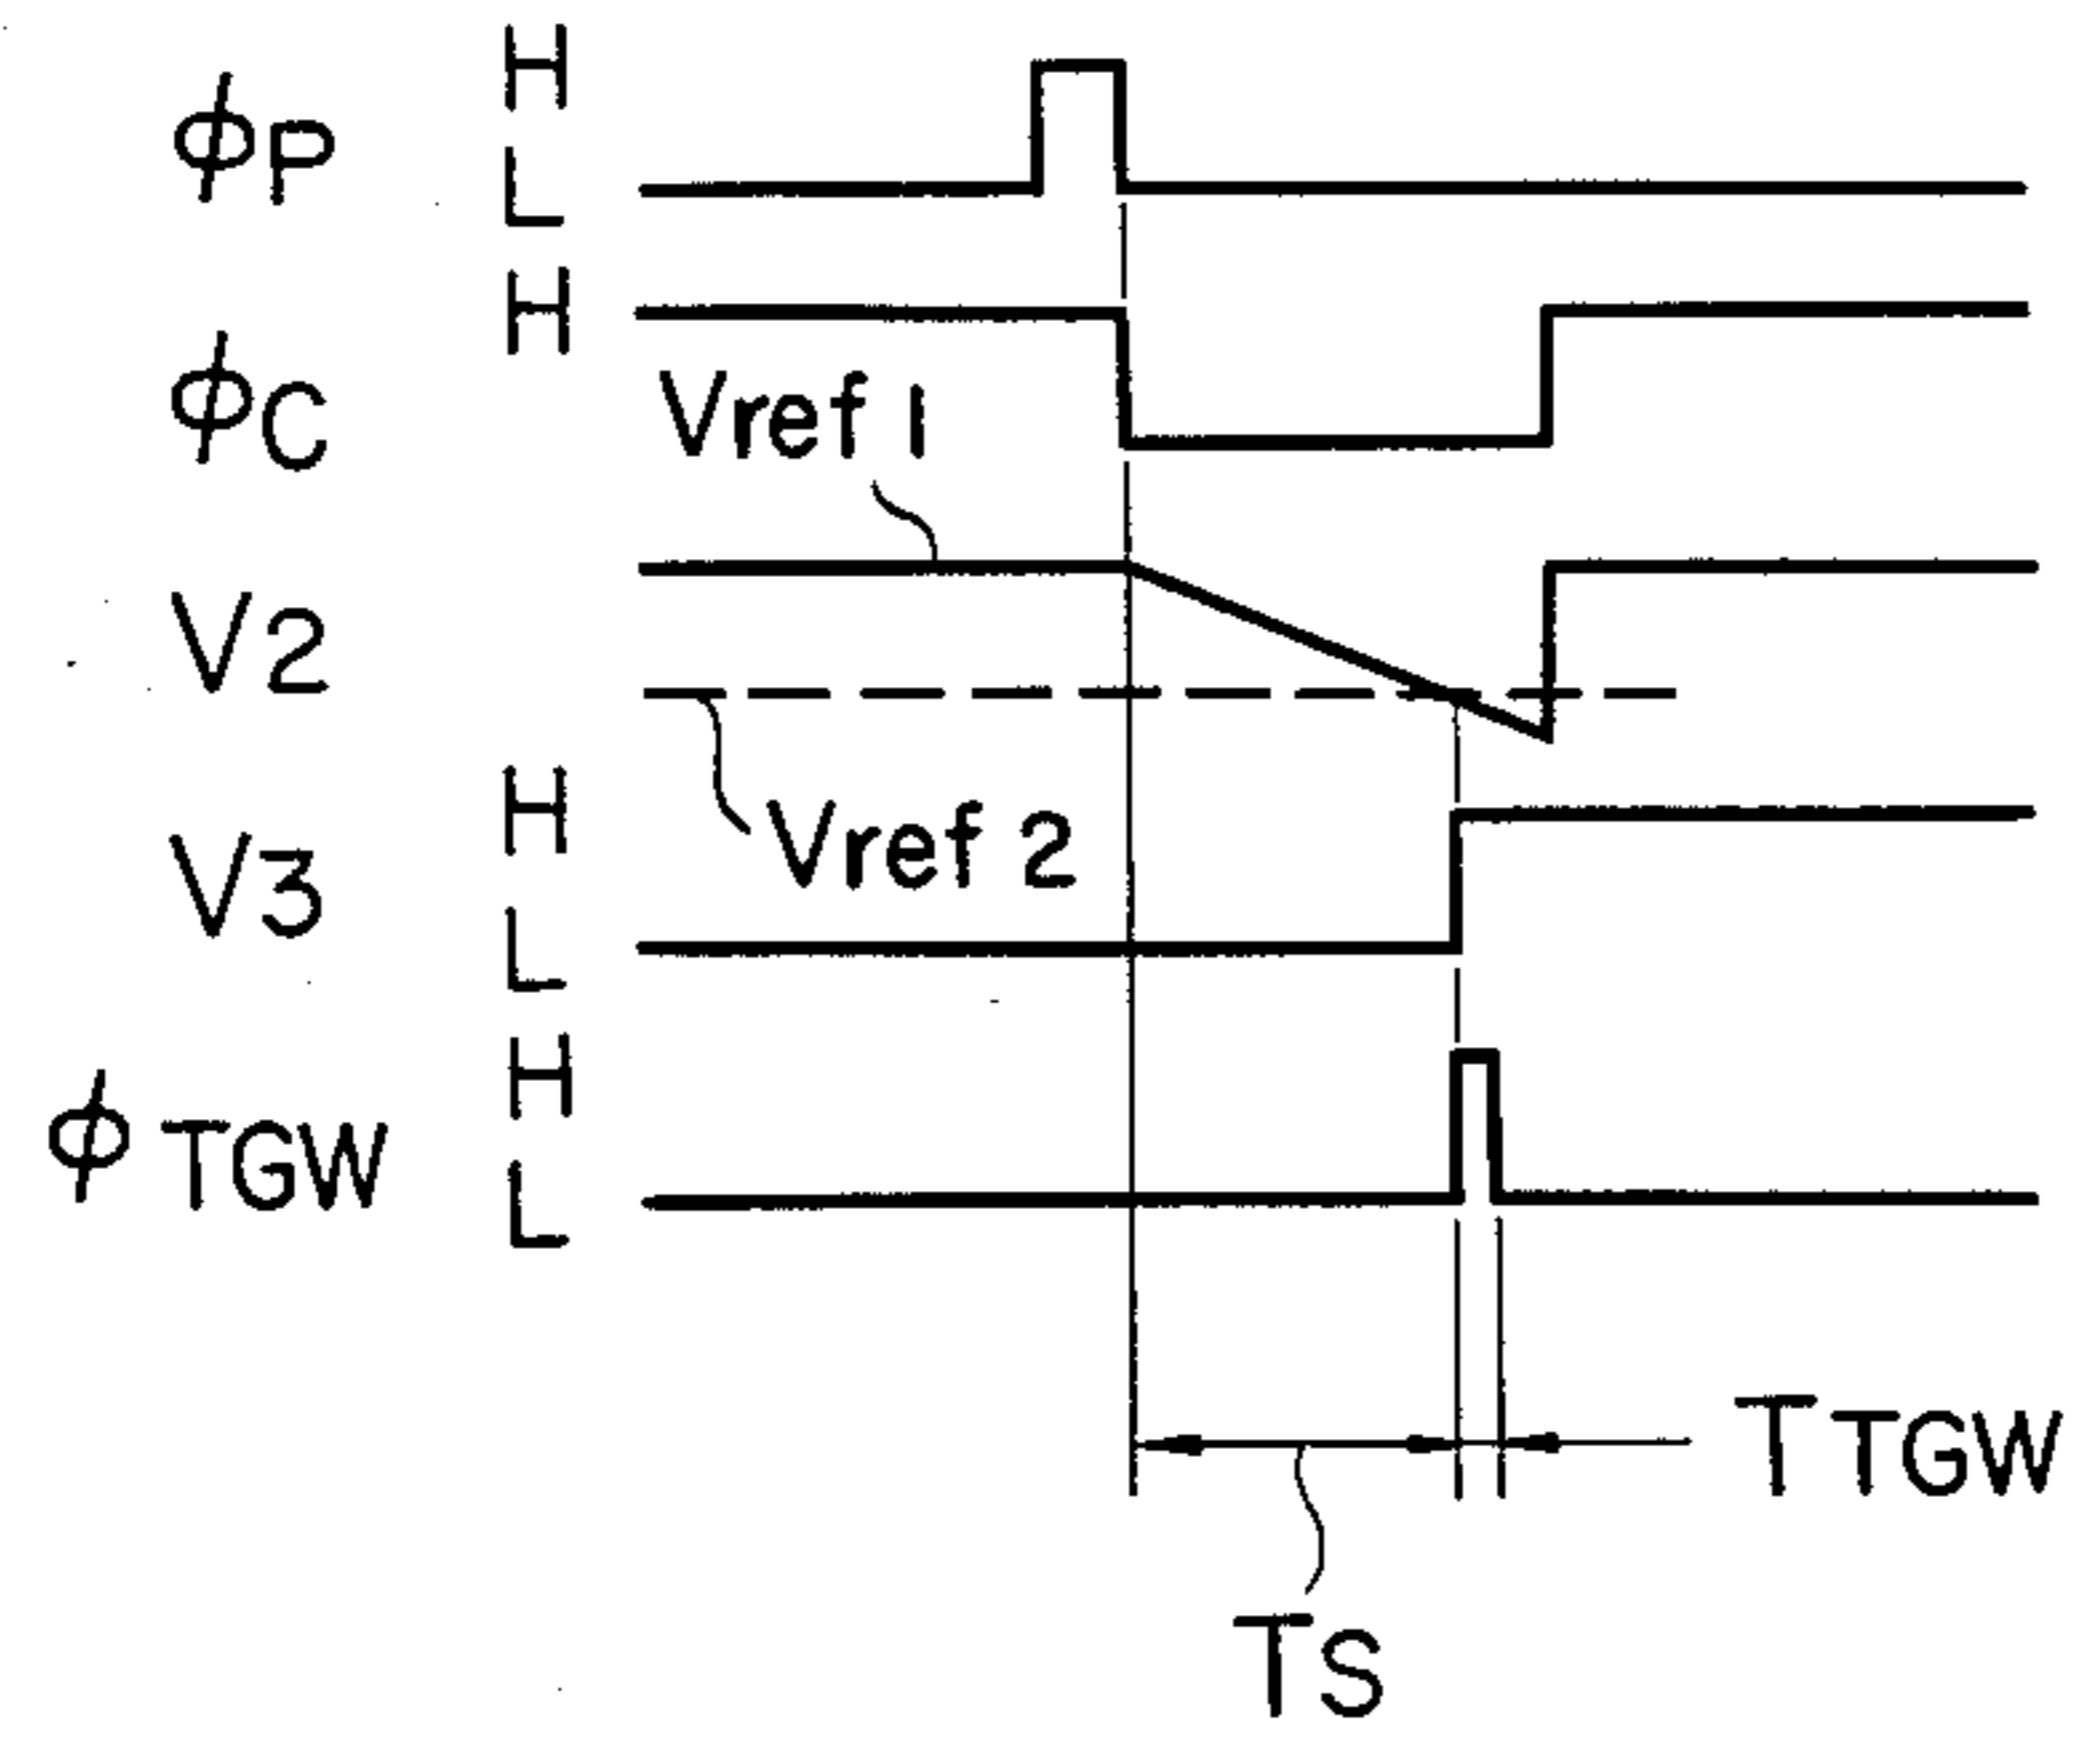 ϕP H
L
ϕC H
Vref 1
V2
Vref 2
V3 H
L
ϕTGW H
L
TTGW
TS